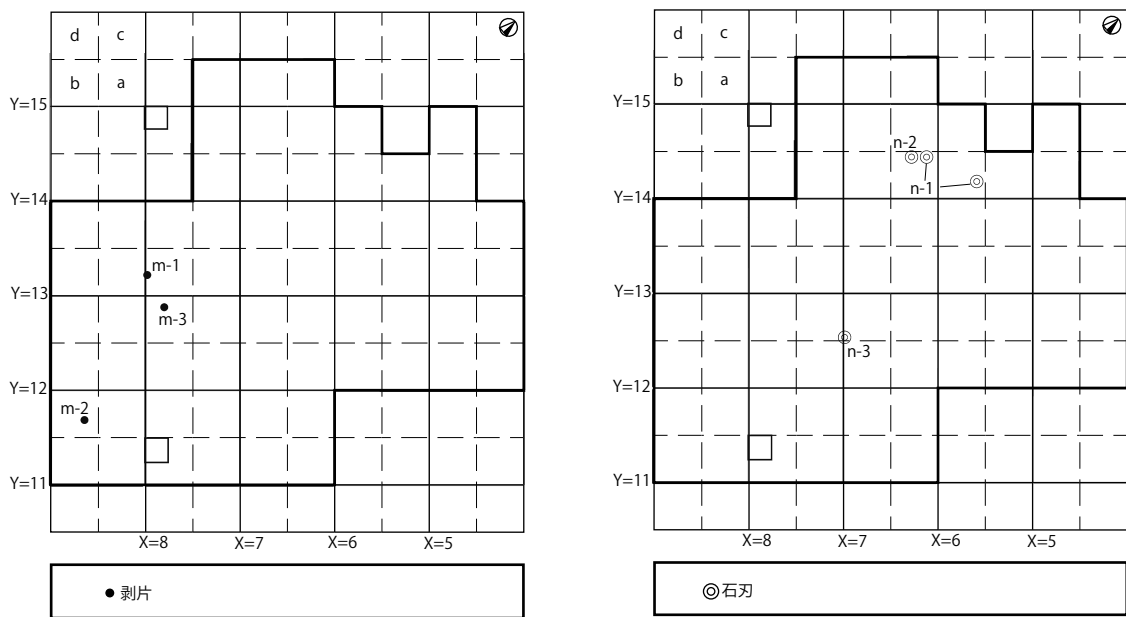 d c
b a
Y=15
Y=14
m-1
Y=13
m-3
Y=12
m-2
Y=11
X=8 X=7 X=6 X=5
剥片
d c
b a
Y=15
n-2
n-1
Y=14
Y=13
n-3
Y=12
Y=11
X=8 X=7 X=6 X=5
石刃